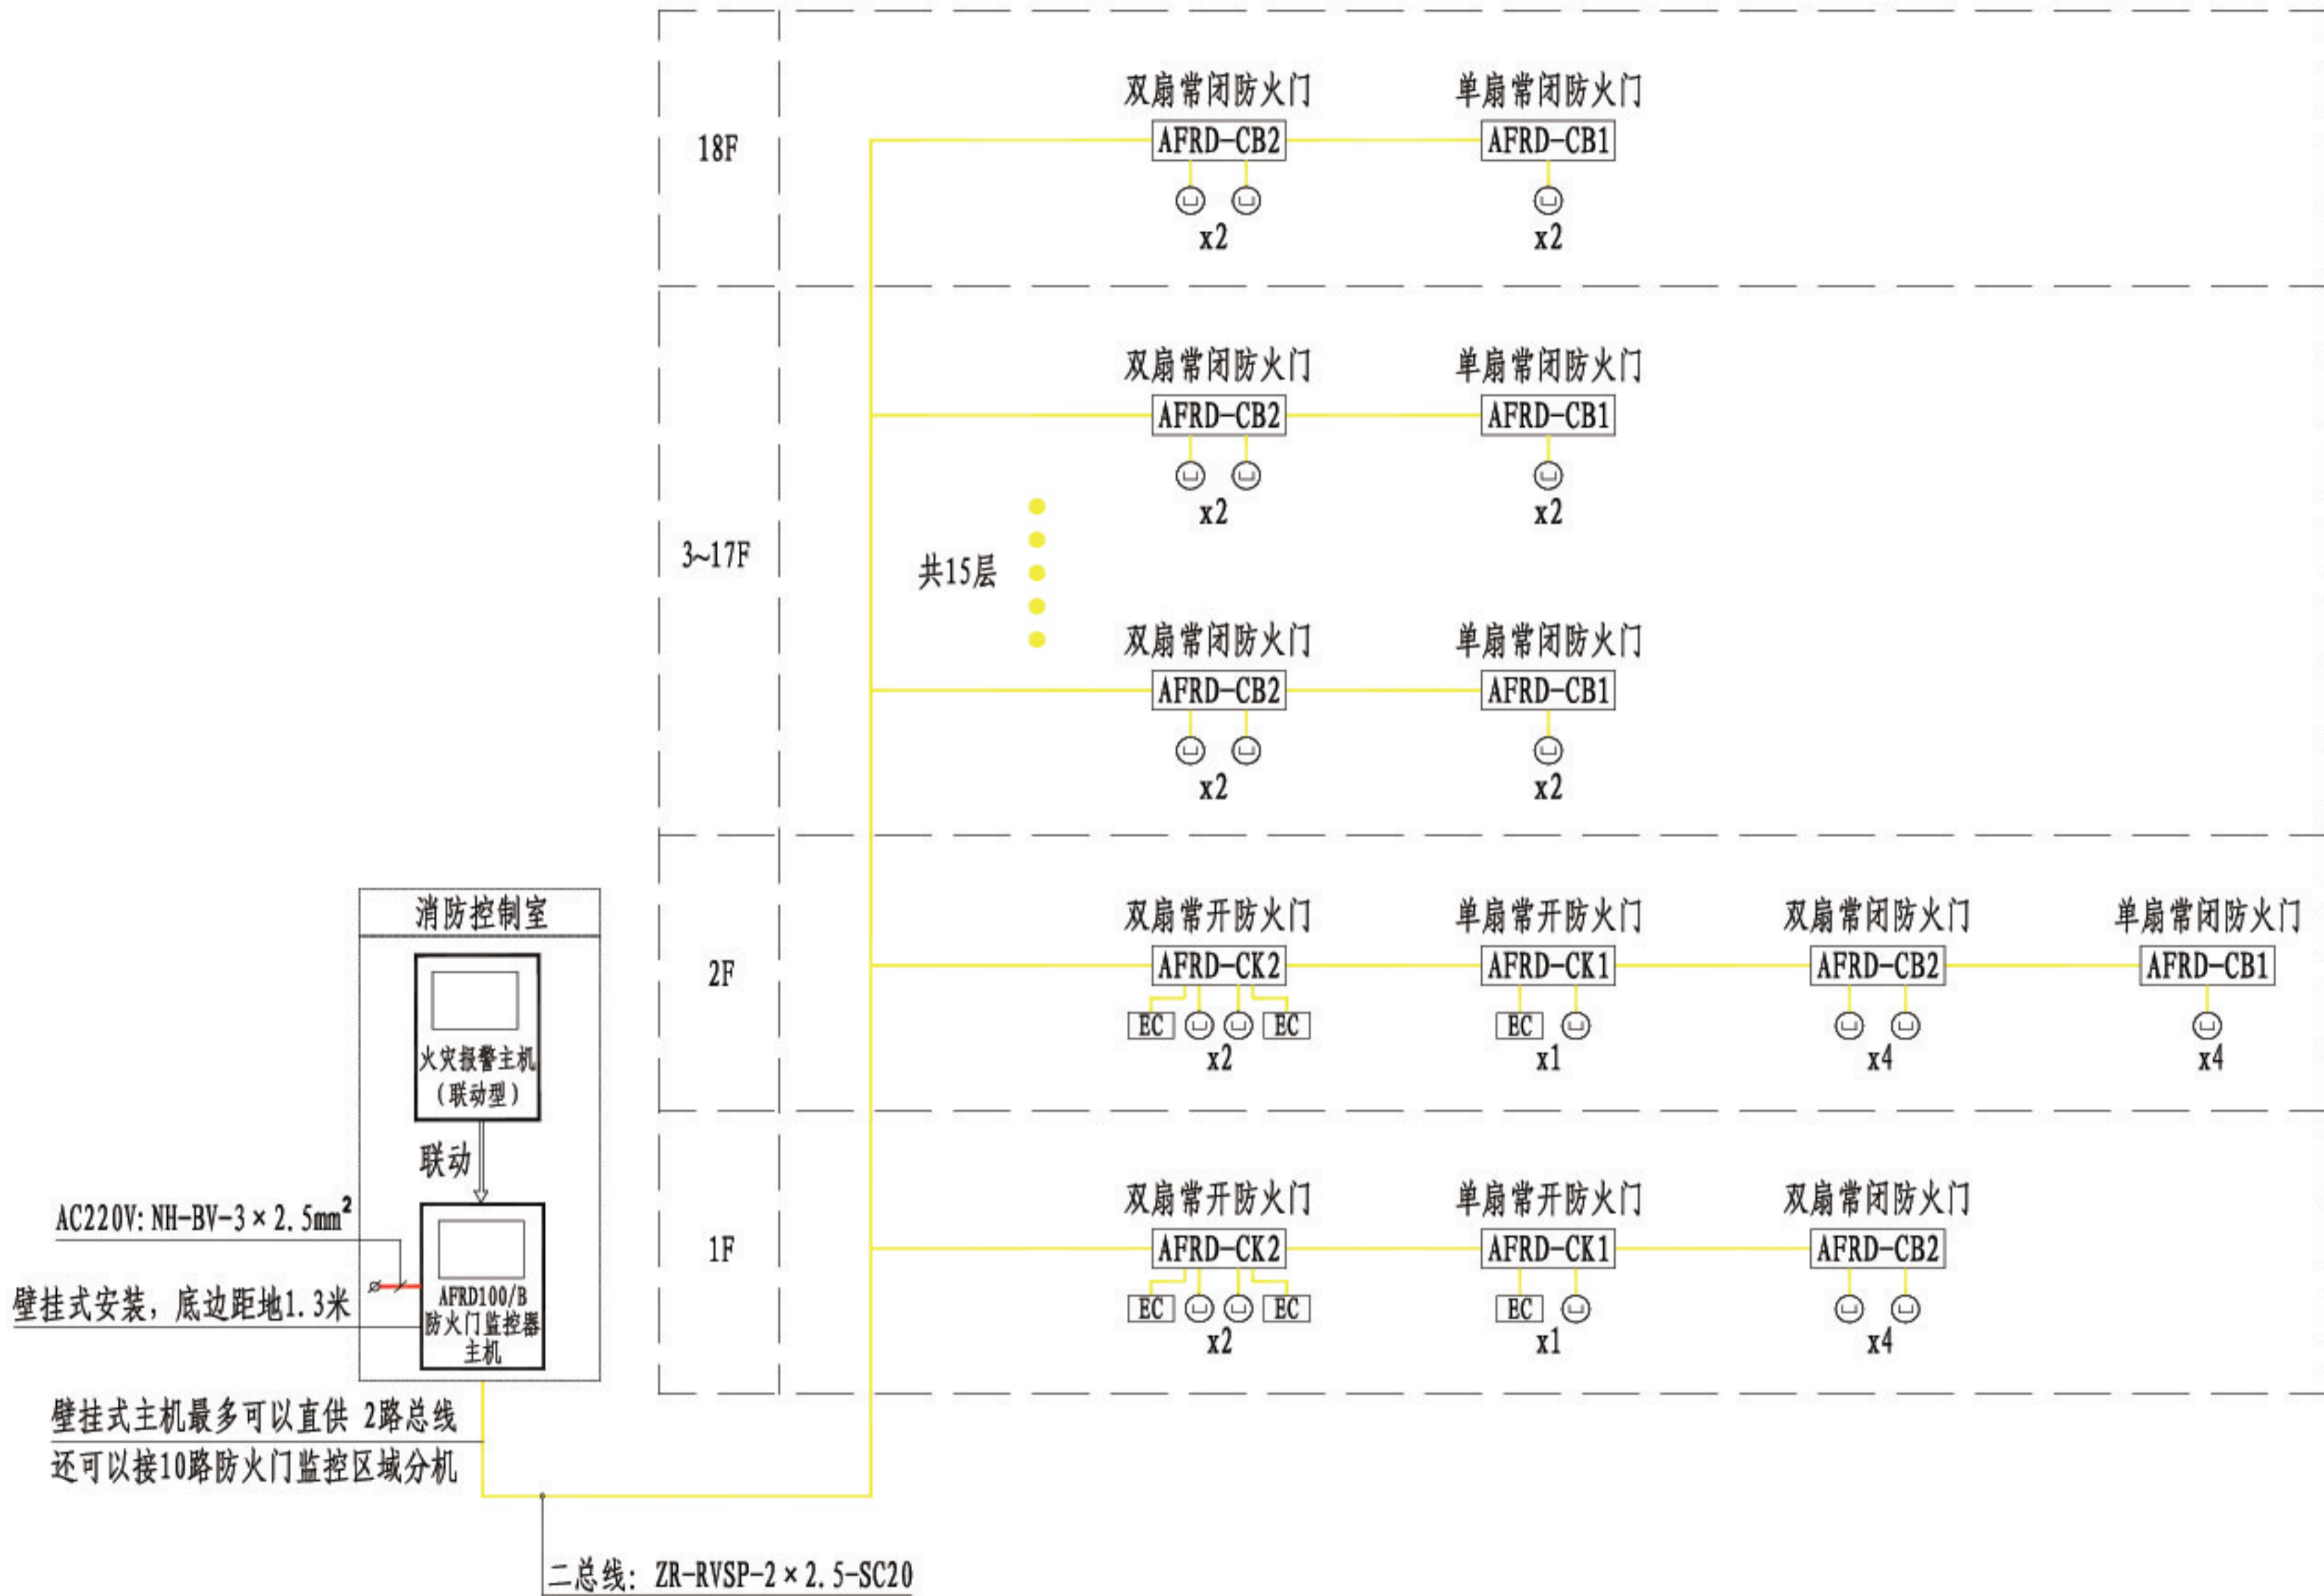 18F
双扇常闭防火门
单扇常闭防火门
AFRD-CB2
AFRD-CB1
x2
x2
3~17F
双扇常闭防火门
单扇常闭防火门
AFRD-CB2
AFRD-CB1
x2
x2
共15层
双扇常闭防火门
单扇常闭防火门
AFRD-CB2
AFRD-CB1
x2
x2
2F
双扇常开防火门
单扇常开防火门
双扇常闭防火门
单扇常闭防火门
AFRD-CK2
AFRD-CK1
AFRD-CB2
AFRD-CB1
EC
EC
EC
x2
x1
x4
x4
1F
双扇常开防火门
单扇常开防火门
双扇常闭防火门
AFRD-CK2
AFRD-CK1
AFRD-CB2
EC
EC
EC
x2
x1
x4
消防控制室
火灾报警主机
（联动型）
联动
AC220V: NH-BV-3×2.5mm²
壁挂式安装，底边距地1.3米
AFRD100/B
防火门监控器
主机
壁挂式主机最多可以直供 2路总线
还可以接10路防火门监控区域分机
二总线: ZR-RVSP-2×2.5-SC20